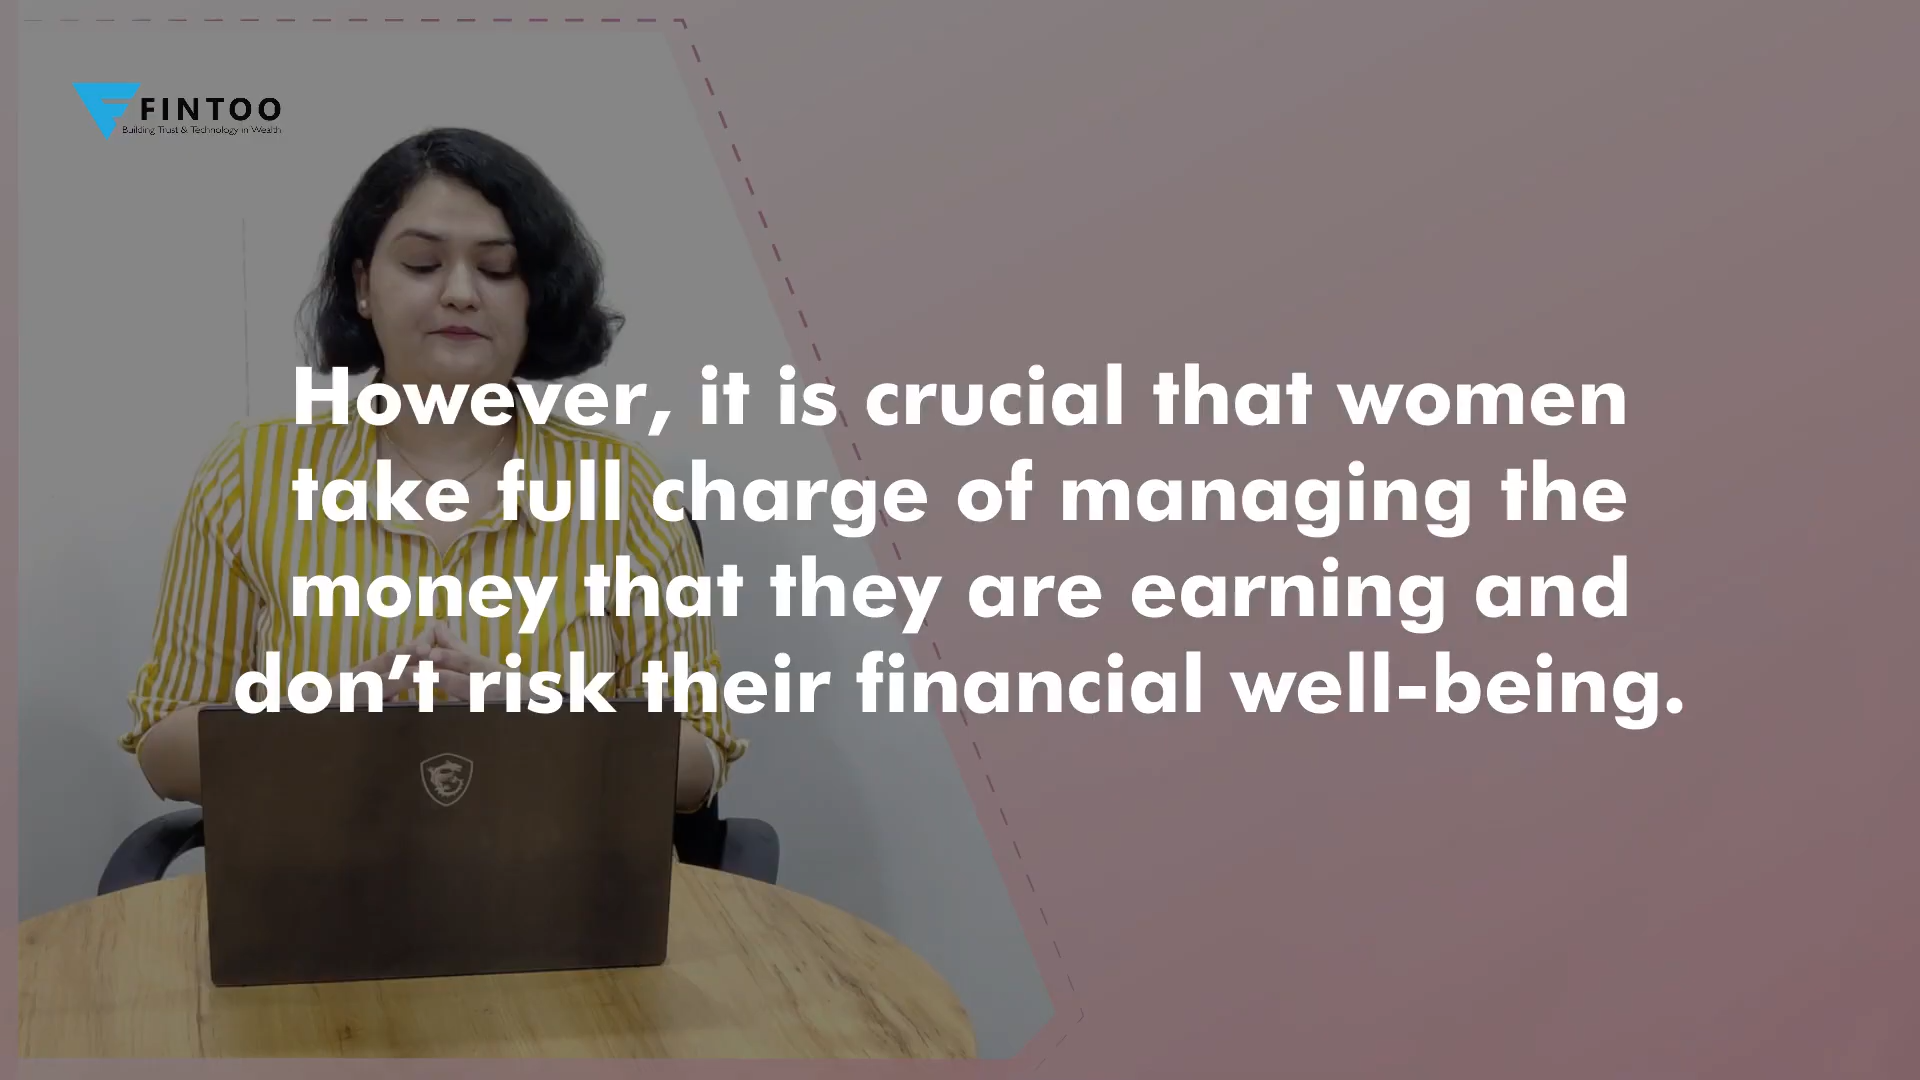 FINTOO
Building Trust & Technology in Wealth
However, it is crucial that women
take full charge of managing the
money that they are earning and
don’t risk their financial well-being.